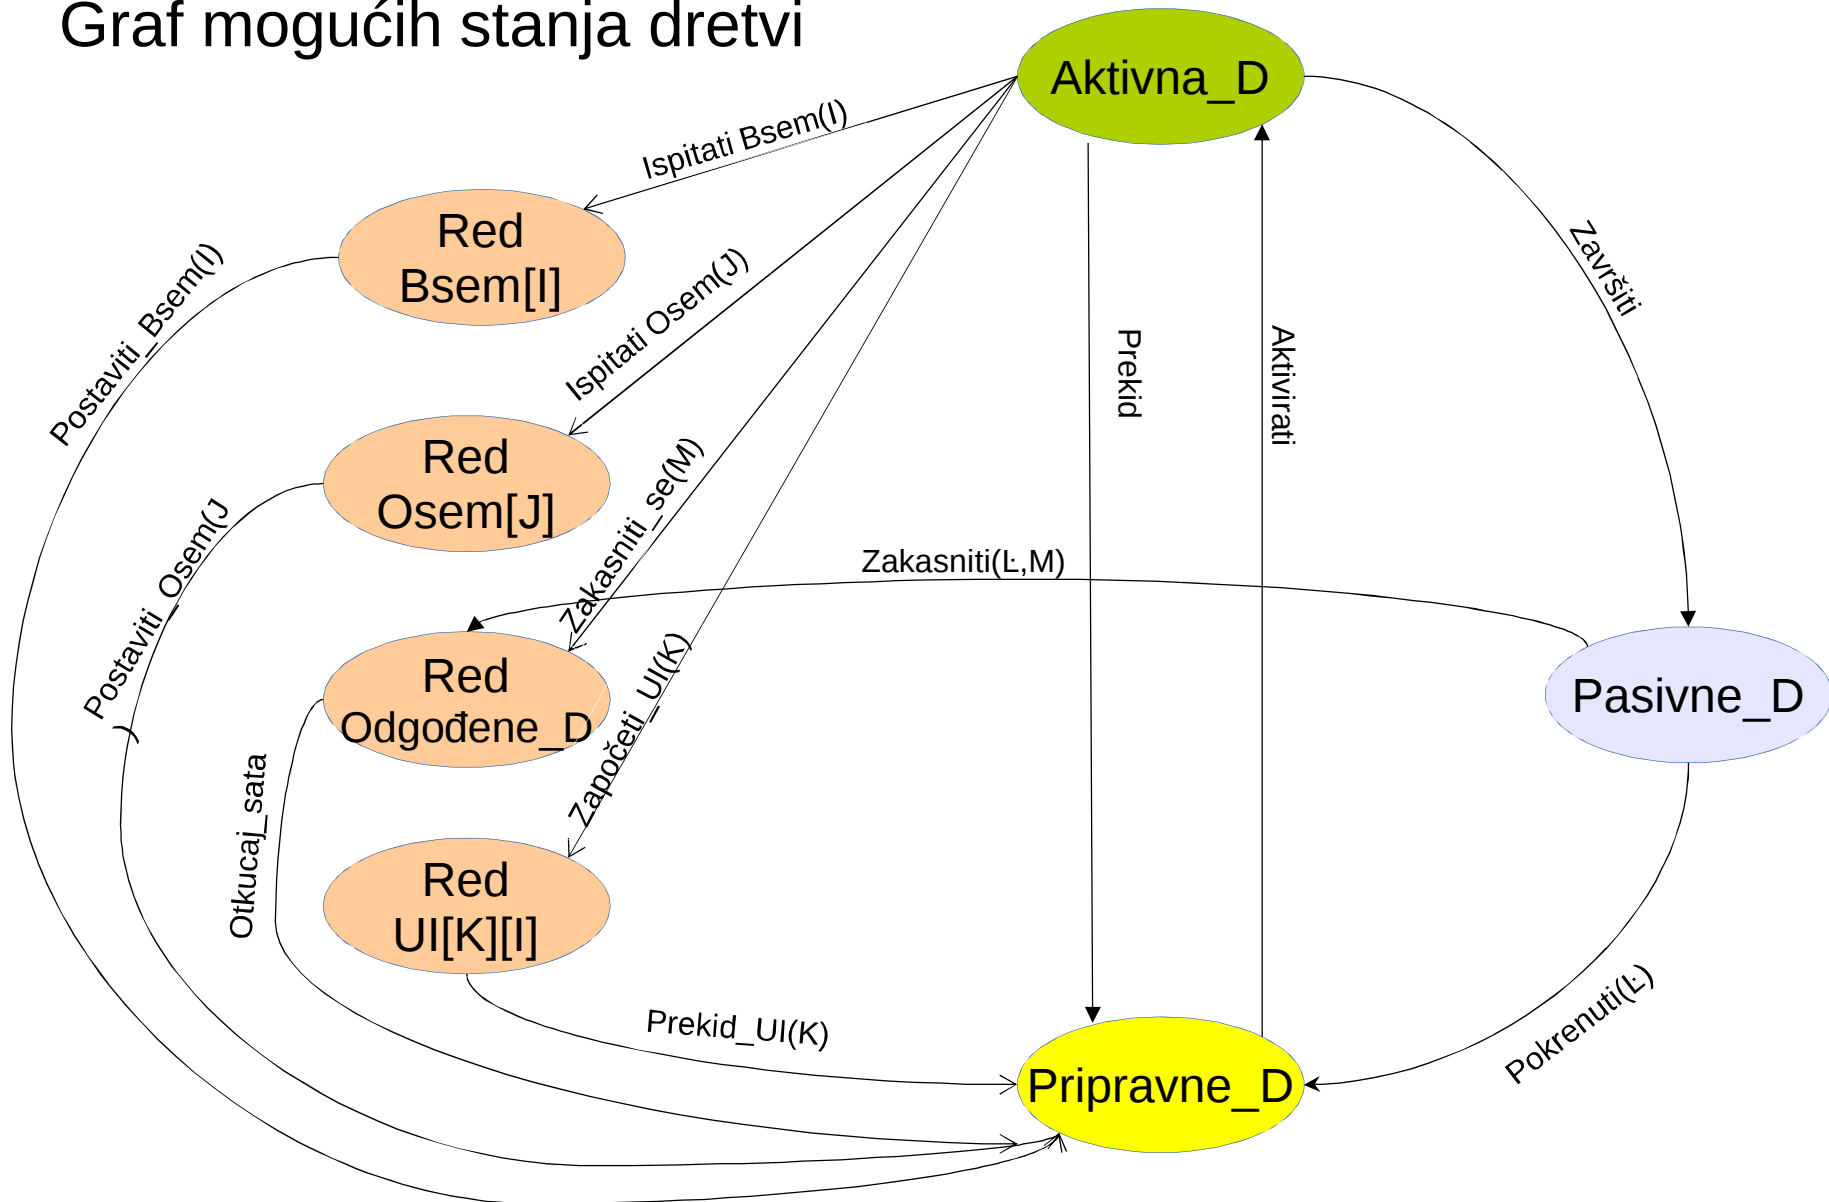 Graf mogućih stanja dretvi
Aktivna_D
Ispitati Bsem(I)
Red
Bsem[I]
Postaviti_Bsem(I)
Ispitati Osem(J)
Završiti
Prekid
Aktivirati
Red
Osem[J]
Postaviti_Osem(J
)
Zakasniti_se(M)
Zakasniti(Ŀ,M)
Red
Odgođene_D
Pasivne_D
Započeti_UI(K)
Otkucaj_sata
Red
UI[K][I]
Prekid_UI(K)
Pokrenuti(Ŀ)
Pripravne_D